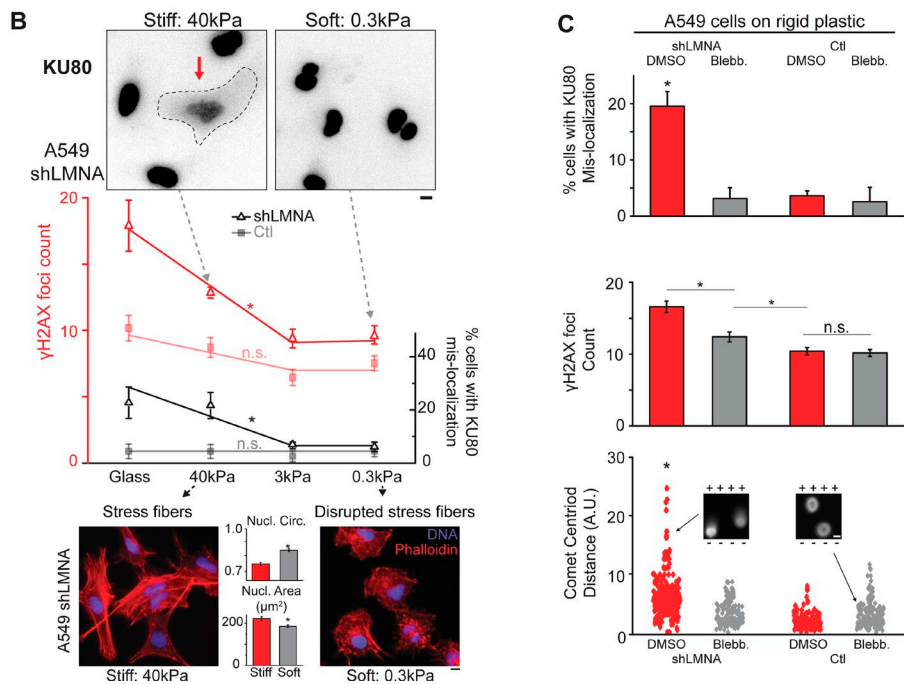 B
Stiff: 40kPa
Soft: 0.3kPa
KU80
A549
shLMNA
20
10
0
γH2AX foci count
shLMNA
Ctl
*
n.s.
*
n.s.
40
20
0
% cells with KU80
mis-localization
Glass
40kPa
3kPa
0.3kPa
Stress fibers
Disrupted stress fibers
A549 shLMNA
Nucl. Circ.
1.0
0.7
*
Nucl. Area
(µm²)
200
0
*
Stiff
Soft
DNA
Phalloidin
Stiff: 40kPa
Soft: 0.3kPa
C
A549 cells on rigid plastic
shLMNA
Ctl
DMSO
Blebb.
DMSO
Blebb.
% cells with KU80
Mis-localization
20
10
0
*
γH2AX foci
Count
20
10
0
*
*
n.s.
Comet Centriod
Distance (A.U.)
30
20
10
0
*
+ + + +
- - - -
+ + + +
- - - -
DMSO
Blebb.
DMSO
Blebb.
shLMNA
Ctl